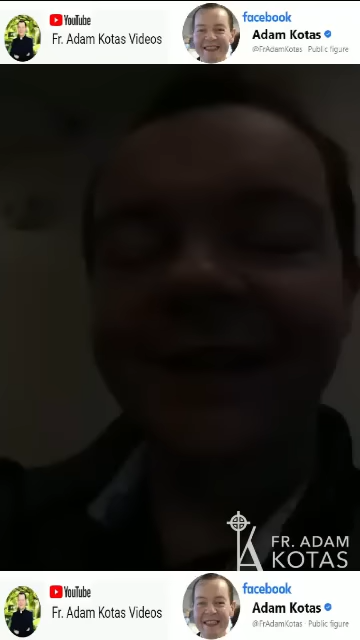 YouTube
Fr. Adam Kotas Videos
facebook
Adam Kotas
@FrAdamKotas · Public figure
FR. ADAM
KOTAS
YouTube
Fr. Adam Kotas Videos
facebook
Adam Kotas
@FrAdamKotas · Public figure